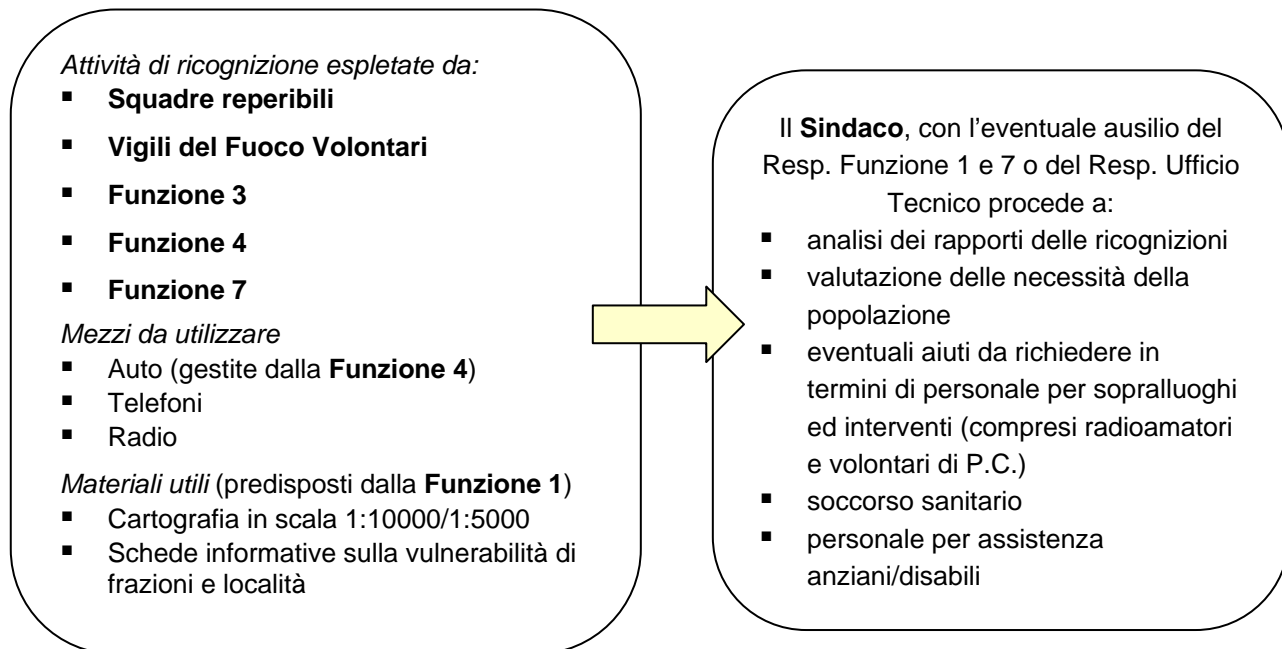 Attività di ricognizione espletate da:
▪ Squadre reperibili
▪ Vigili del Fuoco Volontari
▪ Funzione 3
▪ Funzione 4
▪ Funzione 7
Mezzi da utilizzare
▪ Auto (gestite dalla Funzione 4)
▪ Telefoni
▪ Radio
Materiali utili (predisposti dalla Funzione 1)
▪ Cartografia in scala 1:10000/1:5000
▪ Schede informative sulla vulnerabilità di
frazioni e località
Il Sindaco, con l’eventuale ausilio del
Resp. Funzione 1 e 7 o del Resp. Ufficio
Tecnico procede a:
▪ analisi dei rapporti delle ricognizioni
▪ valutazione delle necessità della
popolazione
▪ eventuali aiuti da richiedere in
termini di personale per sopralluoghi
ed interventi (compresi radioamatori
e volontari di P.C.)
▪ soccorso sanitario
▪ personale per assistenza
anziani/disabili